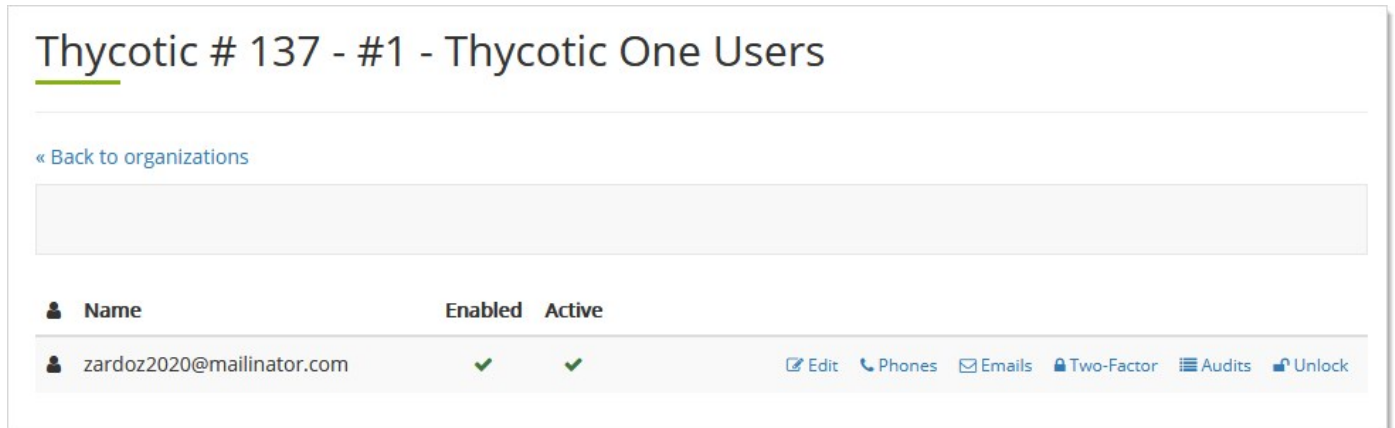 Thycotic # 137 - #1 - Thycotic One Users
« Back to organizations
Name Enabled Active
zardoz2020@mailinator.com Edit Phones Emails Two-Factor Audits Unlock